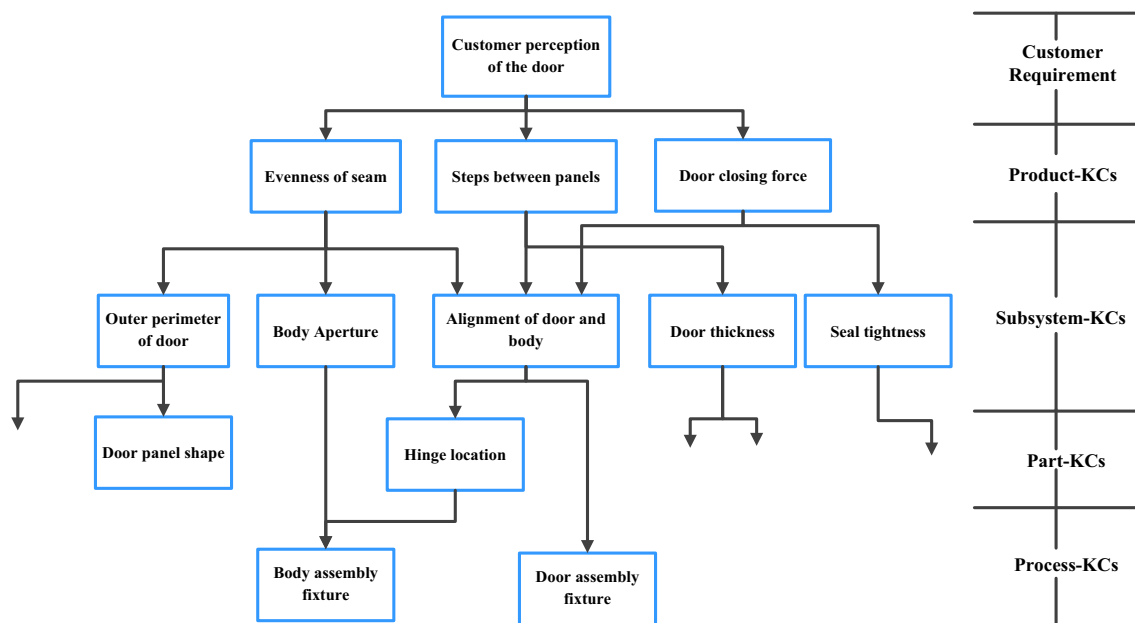 Customer perception
of the door
Customer
Requirement
Evenness of seam
Steps between panels
Door closing force
Product-KCs
Outer perimeter
of door
Body Aperture
Alignment of door and
body
Door thickness
Seal tightness
Subsystem-KCs
Door panel shape
Hinge location
Part-KCs
Body assembly
fixture
Door assembly
fixture
Process-KCs